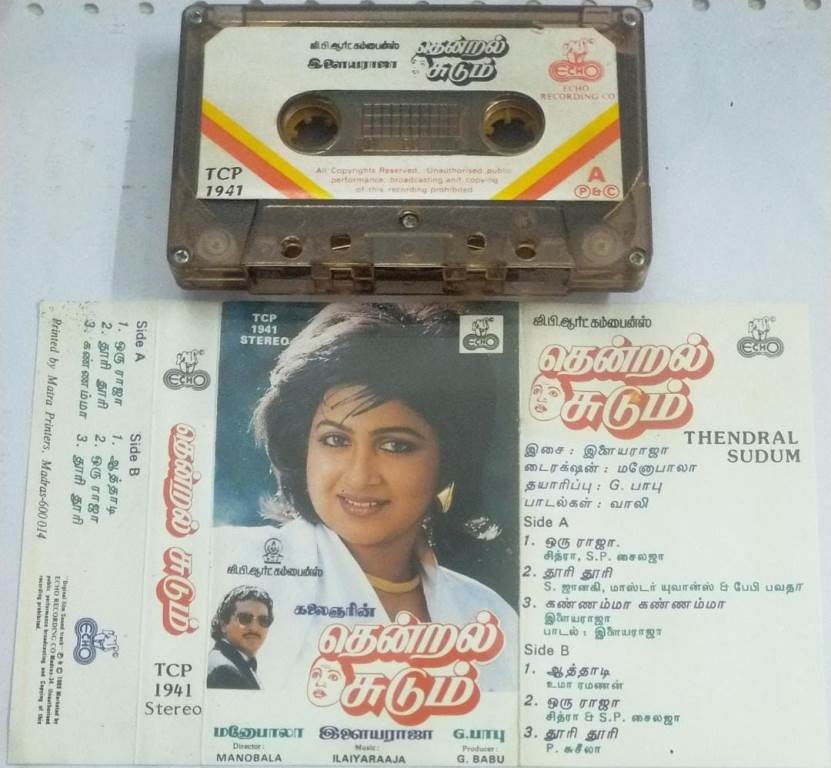 ஜி.பி.ஆர்ட்கம்பைன்ஸ்
இளையராஜா
தென்றல்
சுடும்
ECHO
ECHO
RECORDING CO
TCP
1941
All Copyrights Reserved. Unauthorised public
performance, broadcasting and copying
of this recording prohibited
A
P&C
Side A
1. ஒரு ராஜா
2. தூரி தூரி
3. கண்ணம்மா
Side B
1. ஆத்தாடி
2. ஒரு ராஜா
3. தூரி தூரி
Printed by Matra Printers, Madras-600 014
ECHO
தென்றல் சுடும்
ECHO
TCP
1941
Stereo
TCP
1941
STEREO
ECHO
ஜி.பி.ஆர்ட்கம்பைன்ஸ்
கலைஞரின்
தென்றல்
சுடும்
மனோபாலா இளையராஜா G.பாபு
Director: Music: Producer:
MANOBALA ILAIYARAAJA G. BABU
ஜி.பி.ஆர்ட் கம்பைன்ஸ்
ECHO
தென்றல்
சுடும்
THENDRAL
SUDUM
இசை : இளையராஜா
டைரக்‌ஷன் : மனோபாலா
தயாரிப்பு : G. பாபு
பாடல்கள் : வாலி
Side A
1. ஒரு ராஜா.
சித்ரா, S.P. சைலஜா
2. தூரி தூரி
S. ஜானகி, மாஸ்டர் யுவான்ஸ் & பேபி பவதா
3. கண்ணம்மா கண்ணம்மா
இளையராஜா
பாடல் : இளையராஜா
Side B
1. ஆத்தாடி
உமா ரமணன்
2. ஒரு ராஜா
சித்ரா & S.P. சைலஜா
3. தூரி தூரி
P. சுசீலா